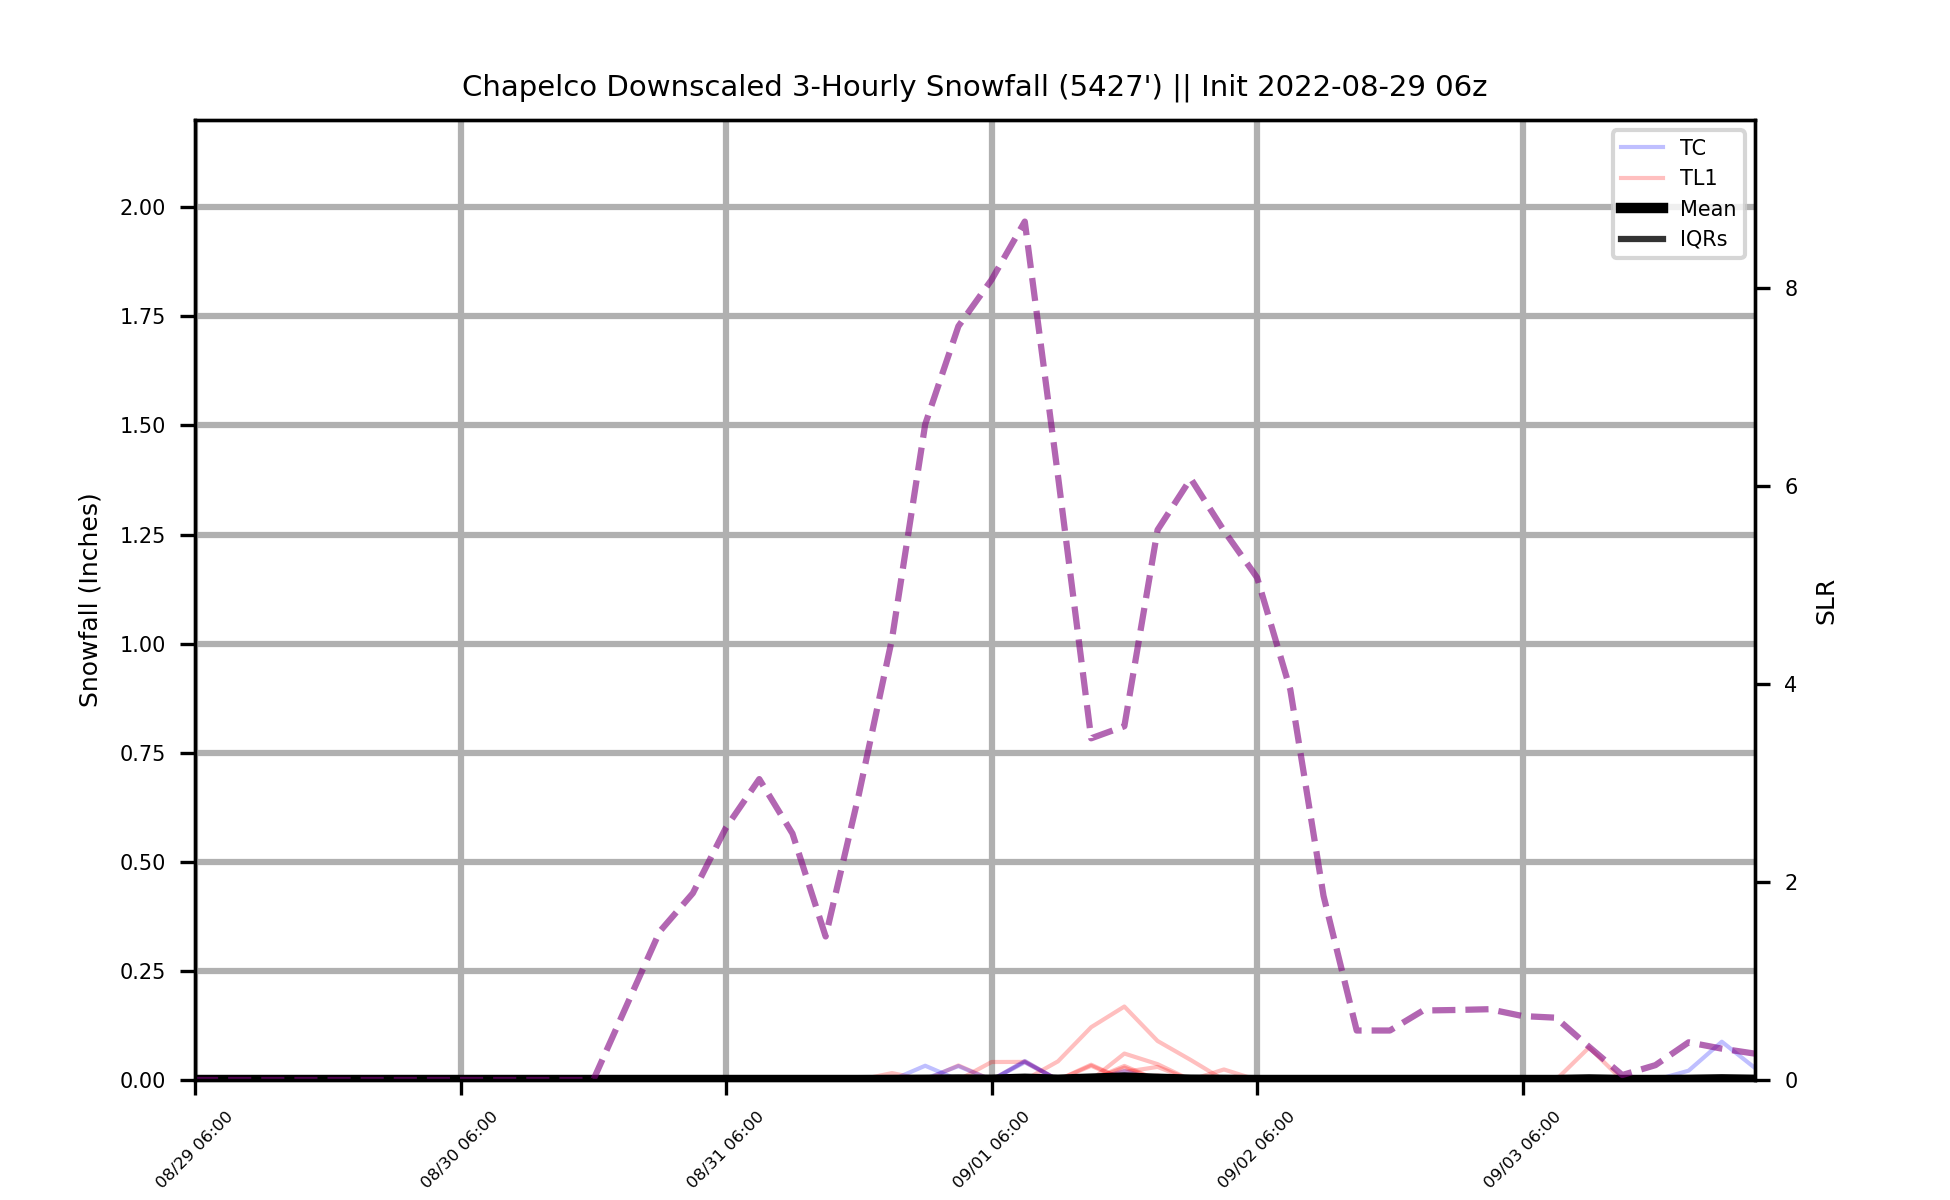 Chapelco Downscaled 3-Hourly Snowfall (5427') || Init 2022-08-29 06z
TC
TL1
Mean
IQRs
2.00
1.75
1.50
1.25
1.00
0.75
0.50
0.25
0.00
Snowfall (Inches)
8
6
4
2
0
SLR
08/29 06:00
08/30 06:00
08/31 06:00
09/01 06:00
09/02 06:00
09/03 06:00